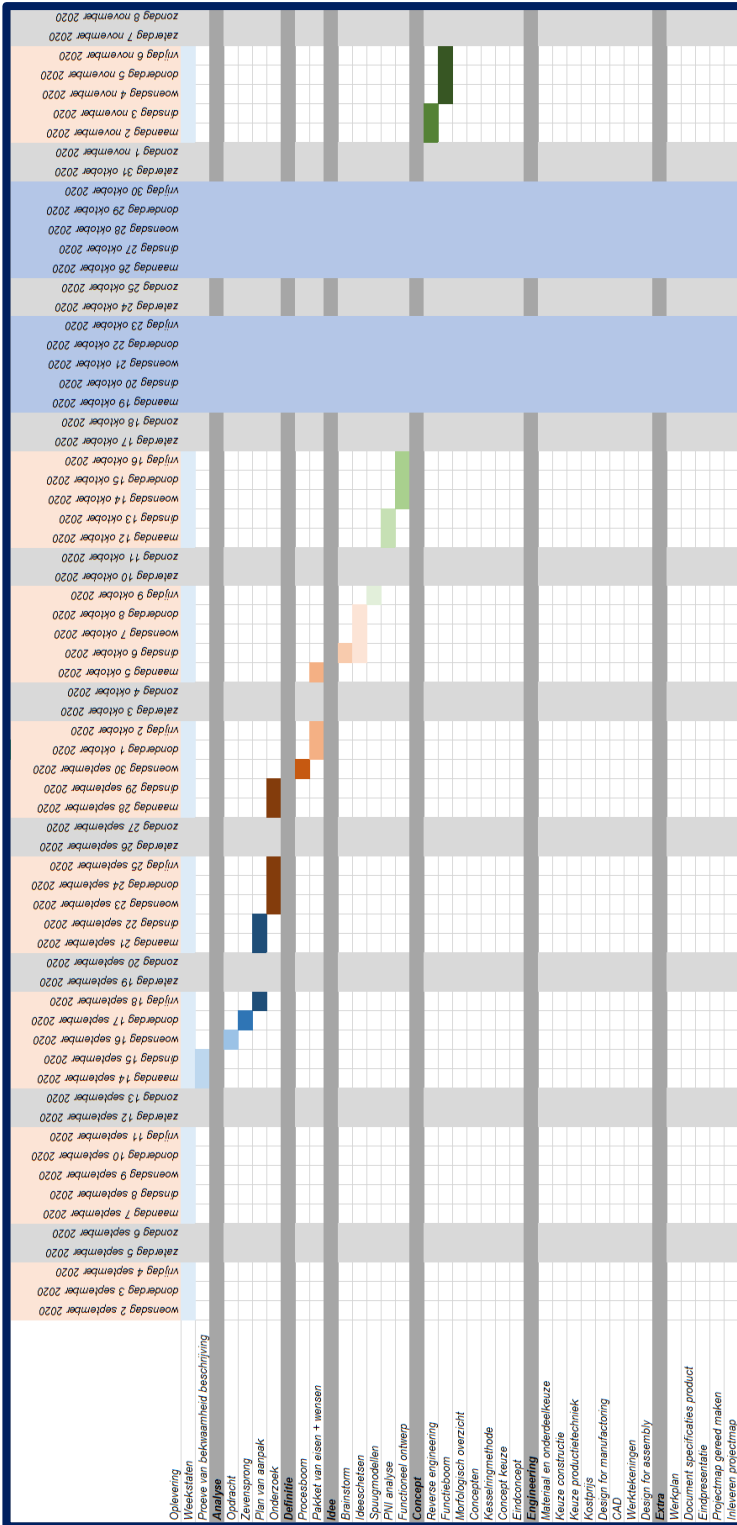 zondag 8 november 2020
zaterdag 7 november 2020
vrijdag 6 november 2020
donderdag 5 november 2020
woensdag 4 november 2020
dinsdag 3 november 2020
maandag 2 november 2020
zondag 1 november 2020
zaterdag 31 oktober 2020
vrijdag 30 oktober 2020
donderdag 29 oktober 2020
woensdag 28 oktober 2020
dinsdag 27 oktober 2020
maandag 26 oktober 2020
zondag 25 oktober 2020
zaterdag 24 oktober 2020
vrijdag 23 oktober 2020
donderdag 22 oktober 2020
woensdag 21 oktober 2020
dinsdag 20 oktober 2020
maandag 19 oktober 2020
zondag 18 oktober 2020
zaterdag 17 oktober 2020
vrijdag 16 oktober 2020
donderdag 15 oktober 2020
woensdag 14 oktober 2020
dinsdag 13 oktober 2020
maandag 12 oktober 2020
zondag 11 oktober 2020
zaterdag 10 oktober 2020
vrijdag 9 oktober 2020
donderdag 8 oktober 2020
woensdag 7 oktober 2020
dinsdag 6 oktober 2020
maandag 5 oktober 2020
zondag 4 oktober 2020
zaterdag 3 oktober 2020
vrijdag 2 oktober 2020
donderdag 1 oktober 2020
woensdag 30 september 2020
dinsdag 29 september 2020
maandag 28 september 2020
zondag 27 september 2020
zaterdag 26 september 2020
vrijdag 25 september 2020
donderdag 24 september 2020
woensdag 23 september 2020
dinsdag 22 september 2020
maandag 21 september 2020
zondag 20 september 2020
zaterdag 19 september 2020
vrijdag 18 september 2020
donderdag 17 september 2020
woensdag 16 september 2020
dinsdag 15 september 2020
maandag 14 september 2020
zondag 13 september 2020
zaterdag 12 september 2020
vrijdag 11 september 2020
donderdag 10 september 2020
woensdag 9 september 2020
dinsdag 8 september 2020
maandag 7 september 2020
zondag 6 september 2020
zaterdag 5 september 2020
vrijdag 4 september 2020
donderdag 3 september 2020
woensdag 2 september 2020
Oplevering
Weekstaten
Proeve van bekwaamheid beschrijving
Analyse
Opdracht
Zevensprong
Plan van aanpak
Onderzoek
Definitie
Procesboom
Pakket van eisen + wensen
Idee
Brainstorm
Ideeschetsen
Spuugmodellen
PNI analyse
Functioneel ontwerp
Concept
Reverse engineering
Functieboom
Morfologisch overzicht
Concepten
Kesselringmethode
Concept keuze
Eindconcept
Engineering
Materiaal en onderdeelkeuze
Keuze constructie
Keuze productietechniek
Kostprijs
Design for manufactoring
CAD
Werktekeningen
Design for assembly
Extra
Werkplan
Document specificaties product
Eindpresentatie
Projectmap gereed maken
Inleveren projectmap